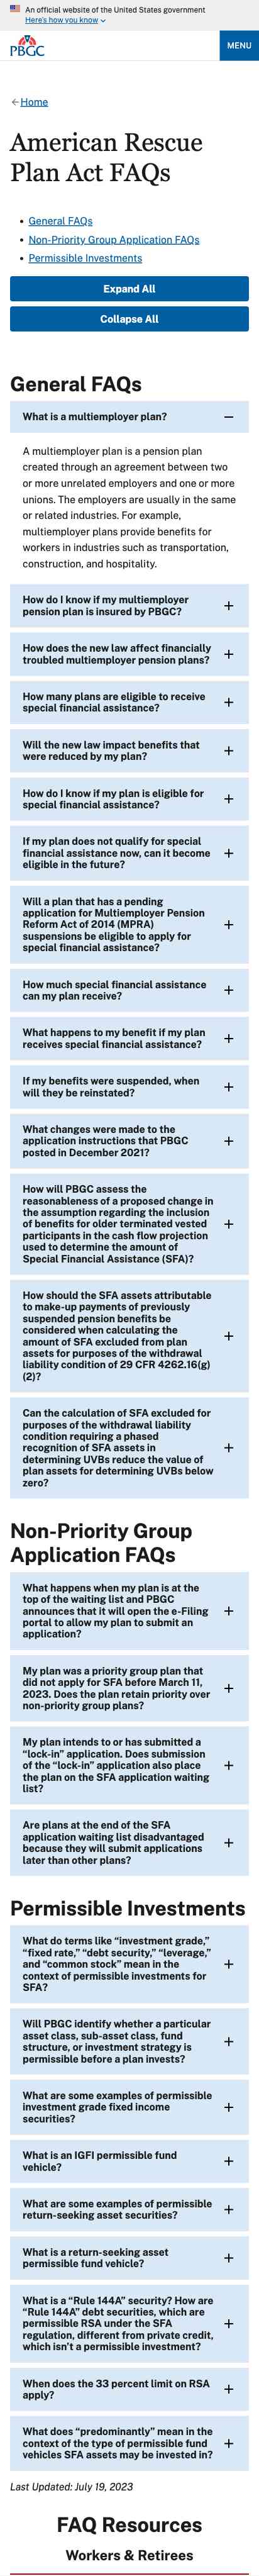 An official website of the United States government
Here's how you know
PBGC
MENU
Home
American Rescue
Plan Act FAQs
General FAQs
Non-Priority Group Application FAQs
Permissible Investments
Expand All
Collapse All
General FAQs
What is a multiemployer plan?
A multiemployer plan is a pension plan
created through an agreement between two
or more unrelated employers and one or more
unions. The employers are usually in the same
or related industries. For example,
multiemployer plans provide benefits for
workers in industries such as transportation,
construction, and hospitality.
How do I know if my multiemployer
pension plan is insured by PBGC?
How does the new law affect financially
troubled multiemployer pension plans?
How many plans are eligible to receive
special financial assistance?
Will the new law impact benefits that
were reduced by my plan?
How do I know if my plan is eligible for
special financial assistance?
If my plan does not qualify for special
financial assistance now, can it become
eligible in the future?
Will a plan that has a pending
application for Multiemployer Pension
Reform Act of 2014 (MPRA)
suspensions be eligible to apply for
special financial assistance?
How much special financial assistance
can my plan receive?
What happens to my benefit if my plan
receives special financial assistance?
If my benefits were suspended, when
will they be reinstated?
What changes were made to the
application instructions that PBGC
posted in December 2021?
How will PBGC assess the
reasonableness of a proposed change in
the assumption regarding the inclusion
of benefits for older terminated vested
participants in the cash flow projection
used to determine the amount of
Special Financial Assistance (SFA)?
How should the SFA assets attributable
to make-up payments of previously
suspended pension benefits be
considered when calculating the
amount of SFA excluded from plan
assets for purposes of the withdrawal
liability condition of 29 CFR 4262.16(g)
(2)?
Can the calculation of SFA excluded for
purposes of the withdrawal liability
condition requiring a phased
recognition of SFA assets in
determining UVBs reduce the value of
plan assets for determining UVBs below
zero?
Non-Priority Group
Application FAQs
What happens when my plan is at the
top of the waiting list and PBGC
announces that it will open the e-Filing
portal to allow my plan to submit an
application?
My plan was a priority group plan that
did not apply for SFA before March 11,
2023. Does the plan retain priority over
non-priority group plans?
My plan intends to or has submitted a
“lock-in” application. Does submission
of the “lock-in” application also place
the plan on the SFA application waiting
list?
Are plans at the end of the SFA
application waiting list disadvantaged
because they will submit applications
later than other plans?
Permissible Investments
What do terms like “investment grade,”
“fixed rate,” “debt security,” “leverage,”
and “common stock” mean in the
context of permissible investments for
SFA?
Will PBGC identify whether a particular
asset class, sub-asset class, fund
structure, or investment strategy is
permissible before a plan invests?
What are some examples of permissible
investment grade fixed income
securities?
What is an IGFI permissible fund
vehicle?
What are some examples of permissible
return-seeking asset securities?
What is a return-seeking asset
permissible fund vehicle?
What is a “Rule 144A” security? How are
“Rule 144A” debt securities, which are
permissible RSA under the SFA
regulation, different from private credit,
which isn't a permissible investment?
When does the 33 percent limit on RSA
apply?
What does “predominantly” mean in the
context of the type of permissible fund
vehicles SFA assets may be invested in?
Last Updated: July 19, 2023
FAQ Resources
Workers & Retirees